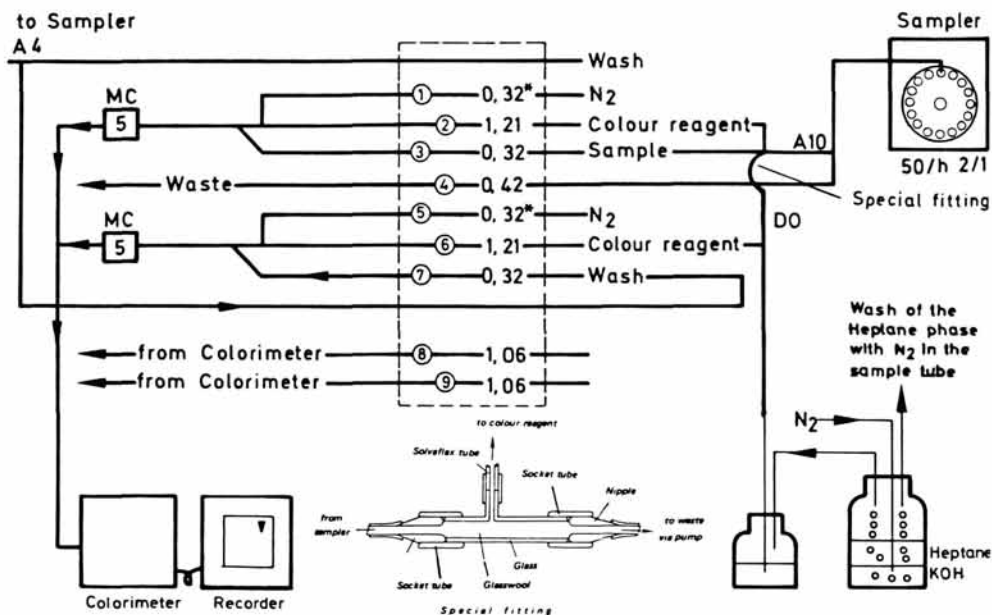 to Sampler
A4
Sampler
Wash
MC
5
1 0,32* N2
2 1,21 Colour reagent
3 0,32 Sample
A10
50/h 2/1
Waste 4 0,42
Special fitting
5 0,32* N2
DO
MC
5
6 1,21 Colour reagent
7 0,32 Wash
Wash of the
Heptane phase
with N2 in the
sample tube
from Colorimeter 8 1,06
from Colorimeter 9 1,06
N2
to colour reagent
Solvaflex tube
Socket tube
Nipple
from
sampler
to waste
via pump
Glass
Glasswool
Socket tube
Special fitting
Heptane
KOH
Colorimeter
Recorder